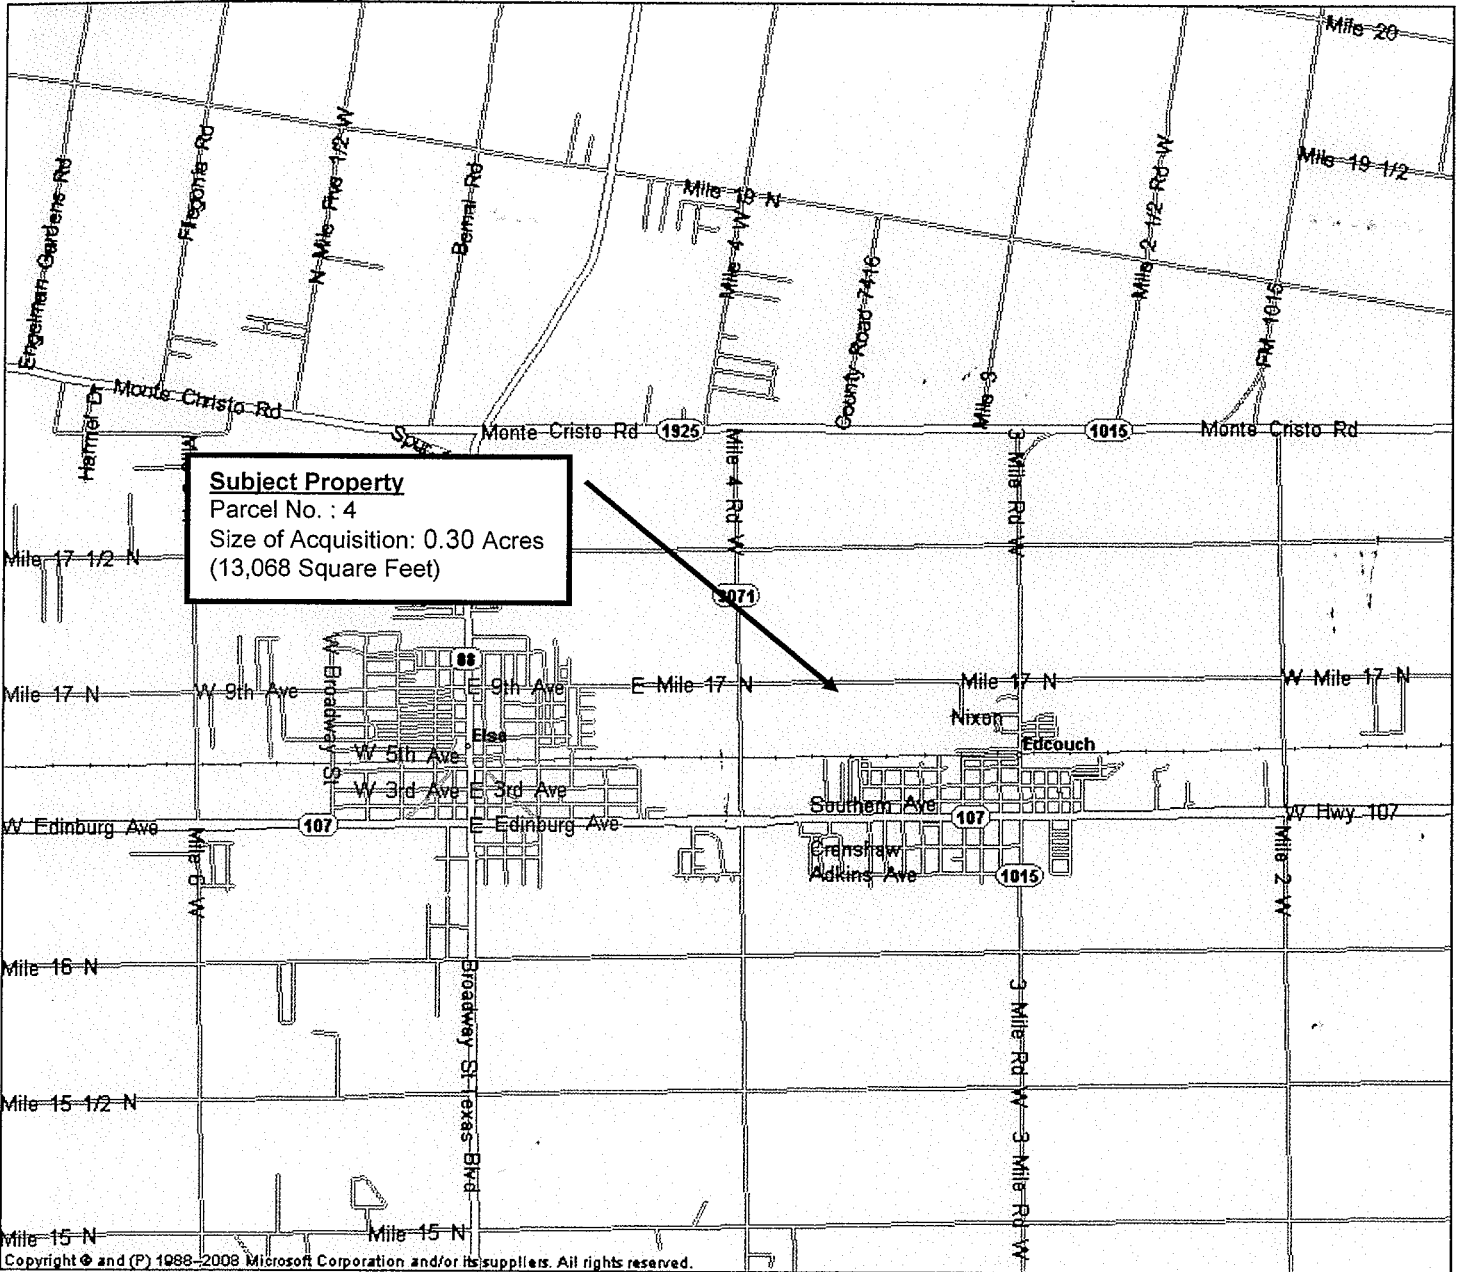 Mile 20
Mile 19 1/2
Engelman Gardens Rd
Filegonia Rd
N Mile Five 1/2 W
Bernal Rd
Mile 19 N
Mile 4 W
County Road 7416
Mile 2 1/2 Rd W
FM 1015
Mile 3
Harmel Dr
Monte Christo Rd
Monte Cristo Rd
1925
1015
Monte Cristo Rd
Subject Property
Parcel No. : 4
Size of Acquisition: 0.30 Acres
(13,068 Square Feet)
Mile 4 Rd W
3 Mile Rd W
Mile 17 1/2 N
3071
88
W Broadway St
Mile 17 N
W 9th Ave
E 9th Ave
E Mile 17 N
Mile 17 N
W Mile 17 N
Nixon
Elsa
Edcouch
W 5th Ave
W 3rd Ave
E 3rd Ave
Southern Ave
W Edinburg Ave
107
E Edinburg Ave
107
W Hwy 107
Crenshaw
Adkins Ave
1015
Mile 6 W
Mile 2 W
Mile 16 N
Broadway St
Texas Blvd
3 Mile Rd W
3 Mile Rd W
Mile 15 1/2 N
Mile 15 N
Mile 15 N
Copyright © and (P) 1988–2008 Microsoft Corporation and/or its suppliers. All rights reserved.